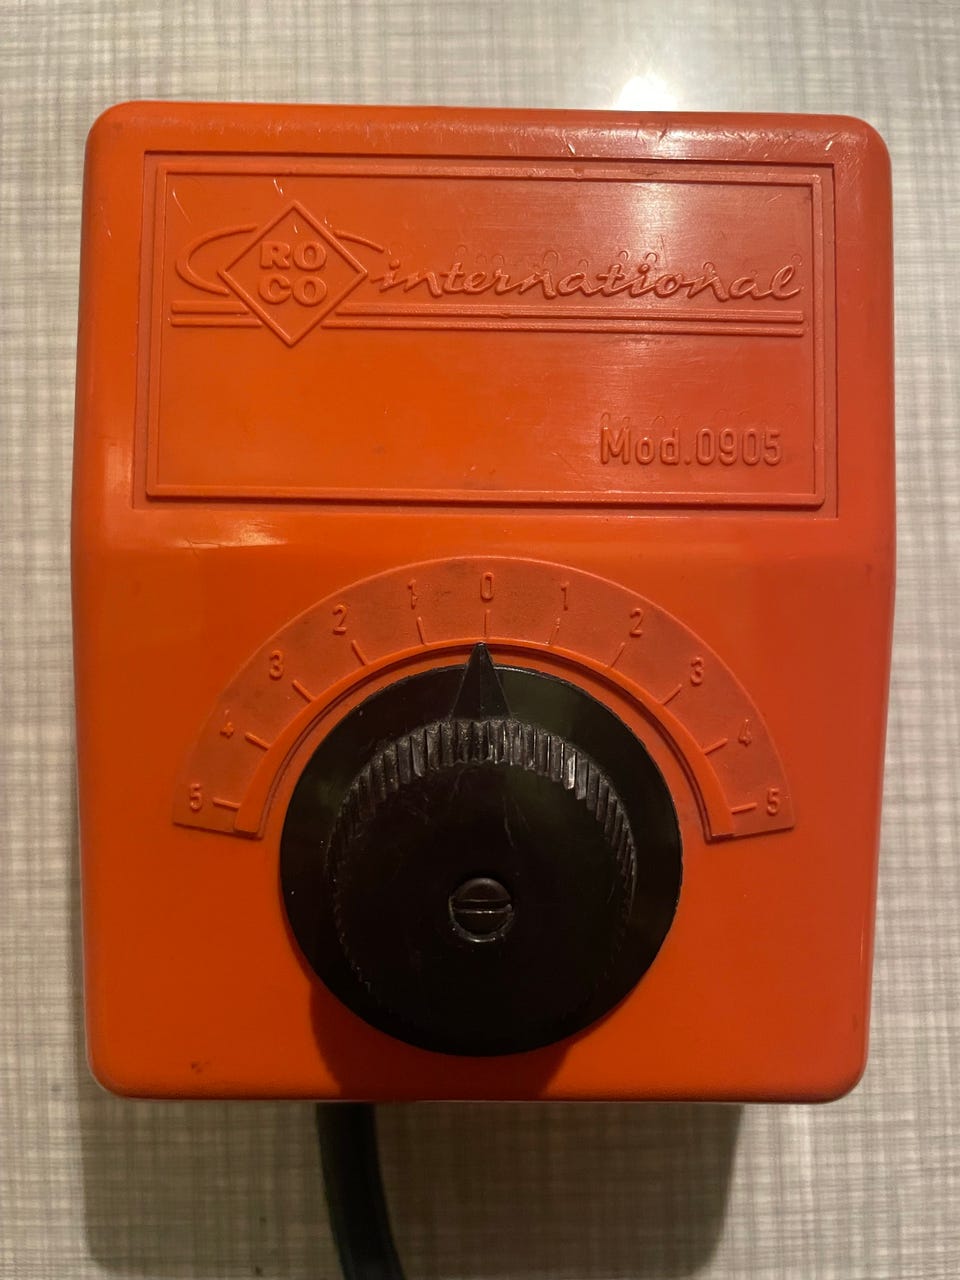 RO
CO
international
Mod.0905
5 4 3 2 1 0 1 2 3 4 5